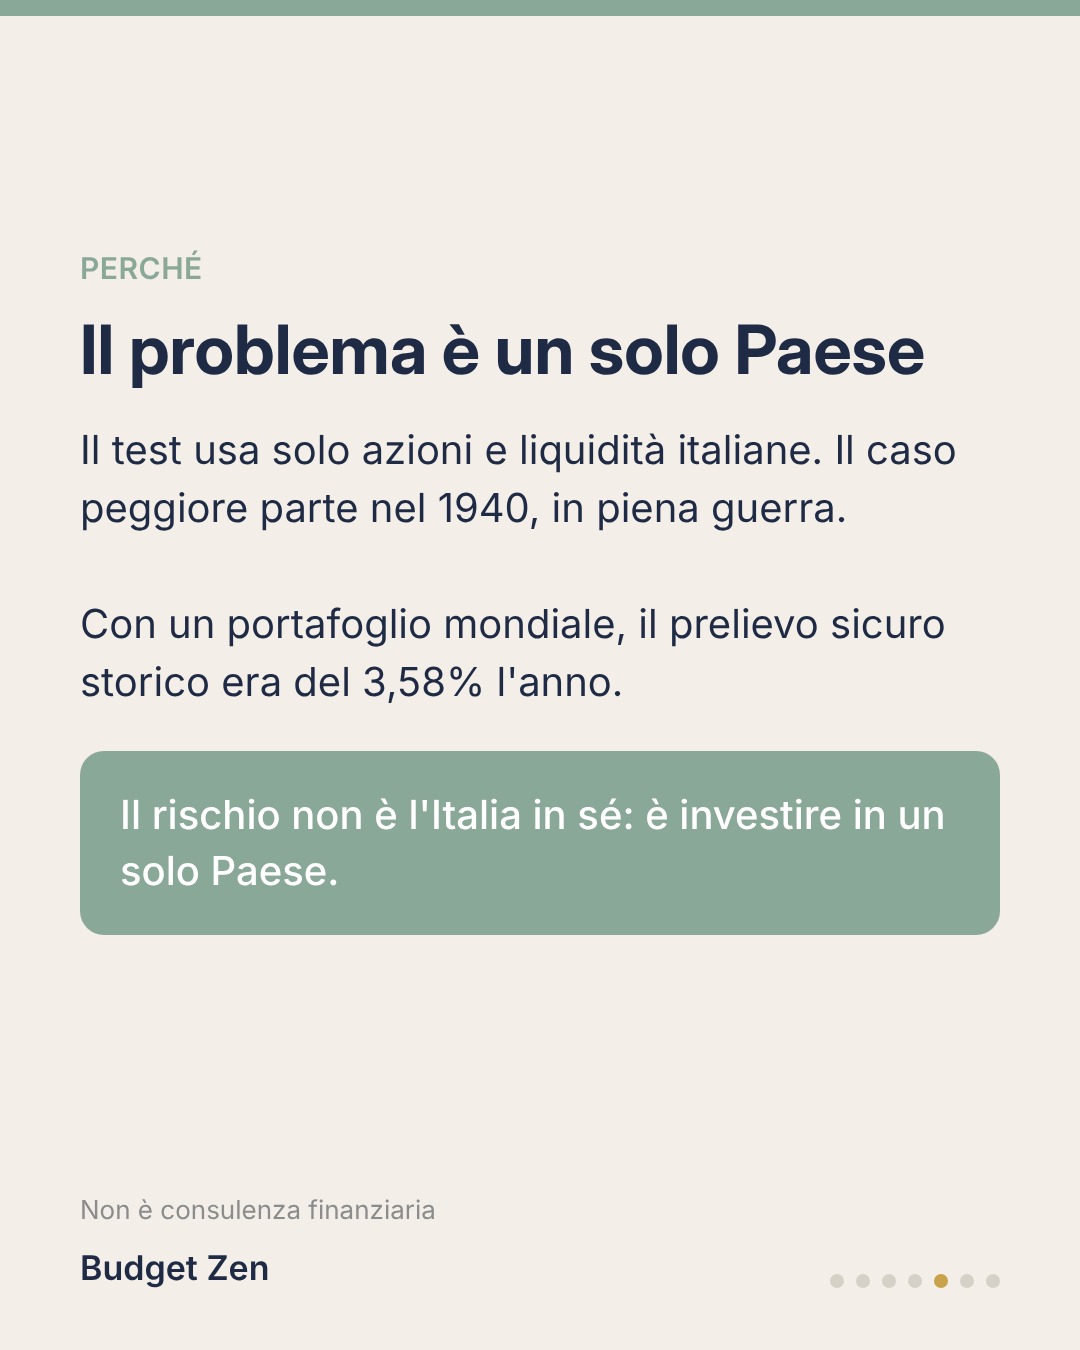 PERCHÉ
Il problema è un solo Paese
Il test usa solo azioni e liquidità italiane. Il caso
peggiore parte nel 1940, in piena guerra.
Con un portafoglio mondiale, il prelievo sicuro
storico era del 3,58% l'anno.
Il rischio non è l'Italia in sé: è investire in un
solo Paese.
Non è consulenza finanziaria
Budget Zen